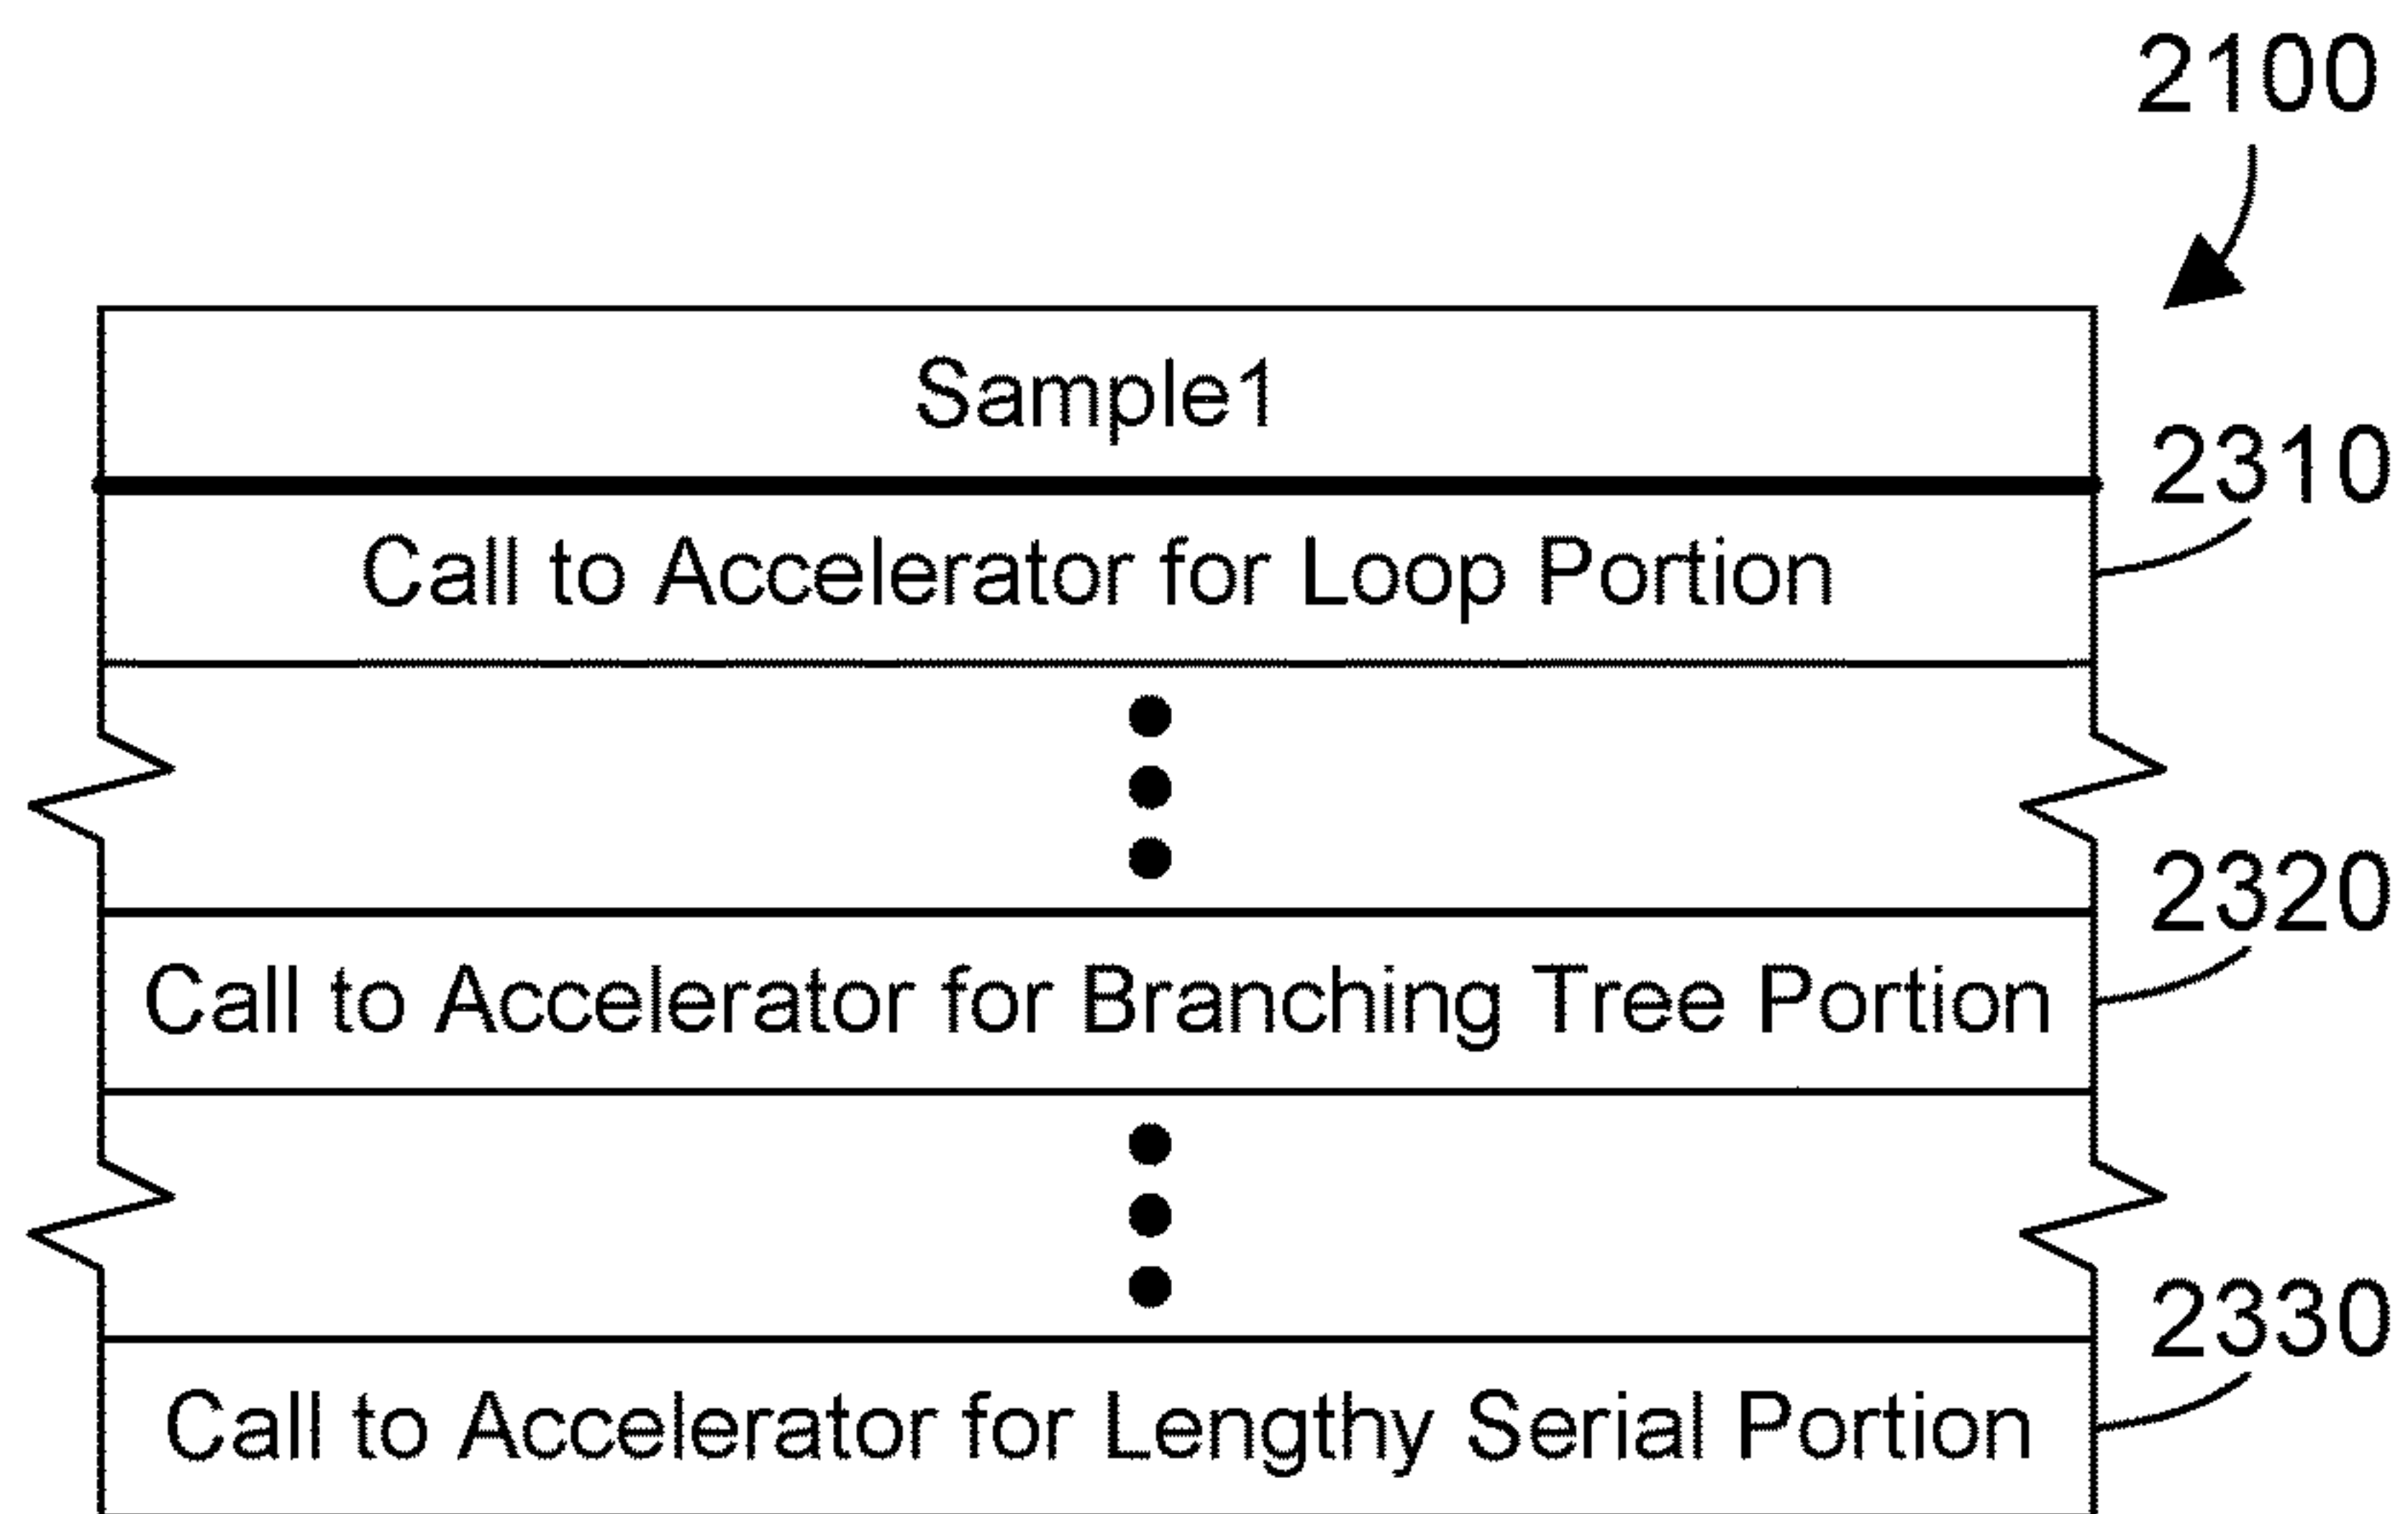 2100
Sample1
2310
Call to Accelerator for Loop Portion
2320
Call to Accelerator for Branching Tree Portion
2330
Call to Accelerator for Lengthy Serial Portion